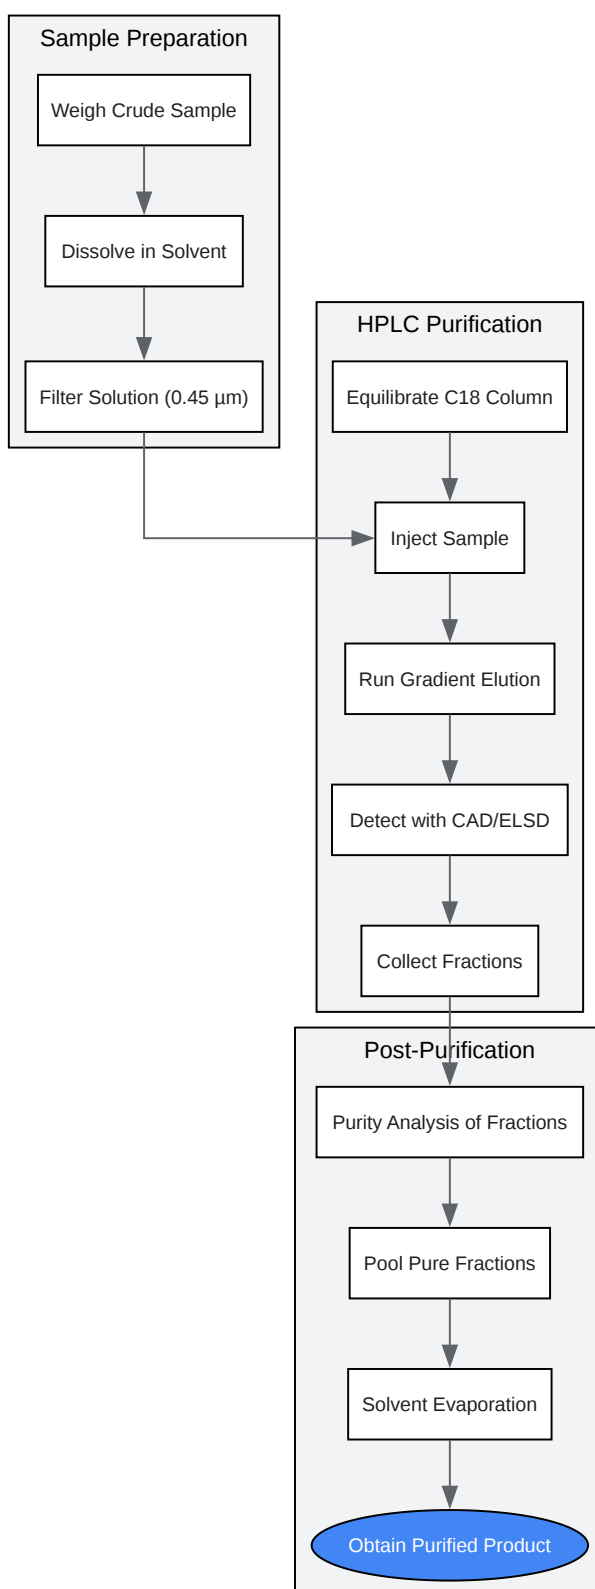 Sample Preparation
Weigh Crude Sample
Dissolve in Solvent
Filter Solution (0.45 µm)
HPLC Purification
Equilibrate C18 Column
Inject Sample
Run Gradient Elution
Detect with CAD/ELSD
Collect Fractions
Post-Purification
Purity Analysis of Fractions
Pool Pure Fractions
Solvent Evaporation
Obtain Purified Product